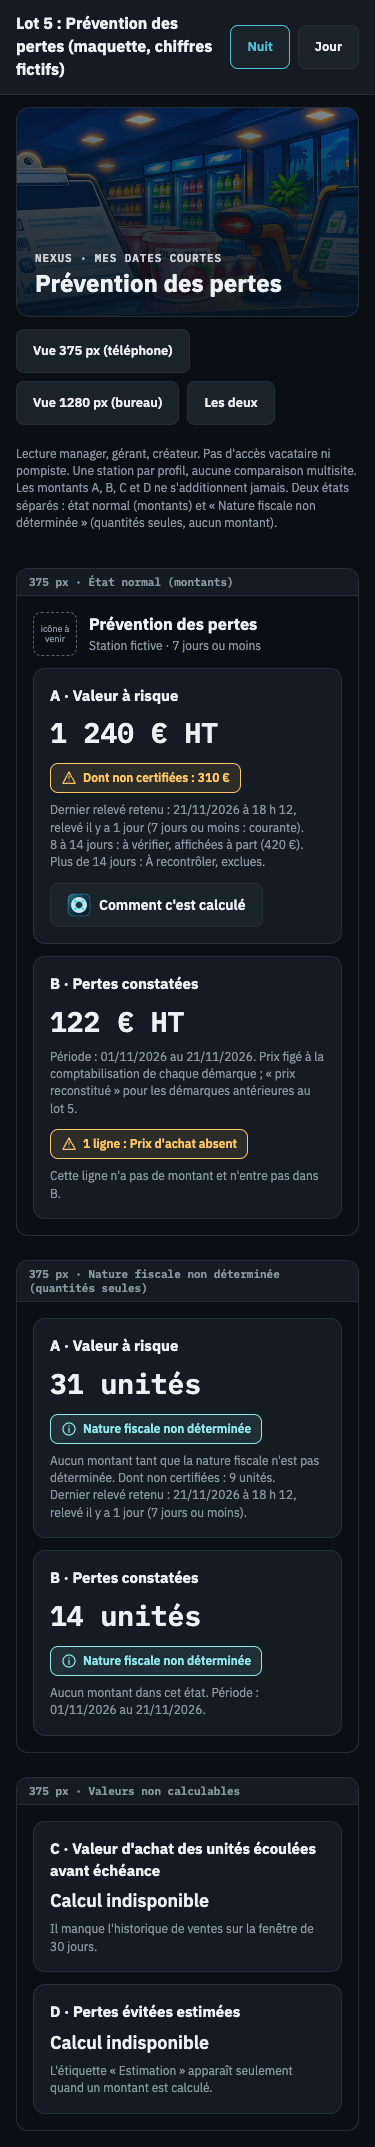 Lot 5 : Prévention des
pertes (maquette, chiffres
fictifs)
Nuit
Jour
NEXUS · MES DATES COURTES
Prévention des pertes
Vue 375 px (téléphone)
Vue 1280 px (bureau)
Les deux
Lecture manager, gérant, créateur. Pas d'accès vacataire ni
pompiste. Une station par profil, aucune comparaison multisite.
Les montants A, B, C et D ne s'additionnent jamais. Deux états
séparés : état normal (montants) et « Nature fiscale non
déterminée » (quantités seules, aucun montant).
375 px · État normal (montants)
icône à
venir
Prévention des pertes
Station fictive · 7 jours ou moins
A · Valeur à risque
1 240 € HT
Dont non certifiées : 310 €
Dernier relevé retenu : 21/11/2026 à 18 h 12,
relevé il y a 1 jour (7 jours ou moins : courante).
8 à 14 jours : à vérifier, affichées à part (420 €).
Plus de 14 jours : À recontrôler, exclues.
Comment c'est calculé
B · Pertes constatées
122 € HT
Période : 01/11/2026 au 21/11/2026. Prix figé à la
comptabilisation de chaque démarque ; « prix
reconstitué » pour les démarques antérieures au
lot 5.
1 ligne : Prix d'achat absent
Cette ligne n'a pas de montant et n'entre pas dans
B.
375 px · Nature fiscale non déterminée
(quantités seules)
A · Valeur à risque
31 unités
Nature fiscale non déterminée
Aucun montant tant que la nature fiscale n'est pas
déterminée. Dont non certifiées : 9 unités.
Dernier relevé retenu : 21/11/2026 à 18 h 12,
relevé il y a 1 jour (7 jours ou moins).
B · Pertes constatées
14 unités
Nature fiscale non déterminée
Aucun montant dans cet état. Période :
01/11/2026 au 21/11/2026.
375 px · Valeurs non calculables
C · Valeur d'achat des unités écoulées
avant échéance
Calcul indisponible
Il manque l'historique de ventes sur la fenêtre de
30 jours.
D · Pertes évitées estimées
Calcul indisponible
L'étiquette « Estimation » apparaît seulement
quand un montant est calculé.